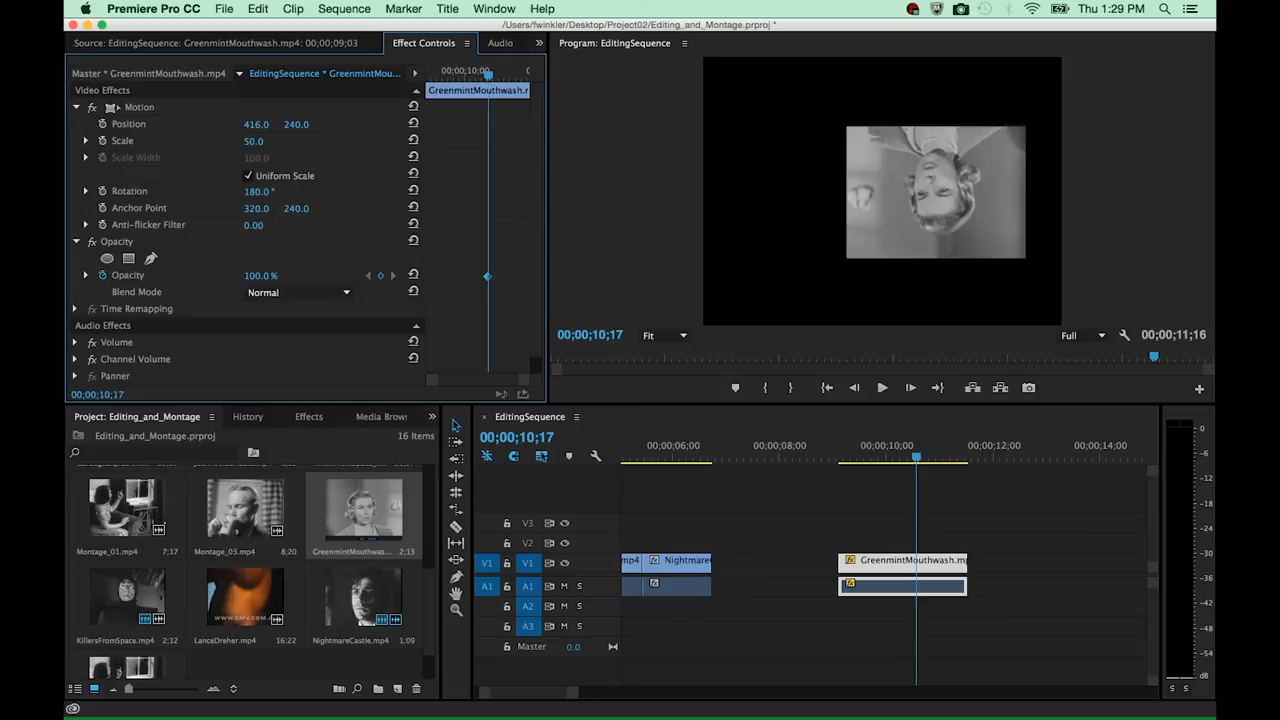 Premiere Pro CC File Edit Clip Sequence Marker Title Window Help Thu 1:29 PM
/Users/fwinkler/Desktop/Project02/Editing_and_Montage.prproj *
Source: EditingSequence: GreenmintMouthwash.mp4: 00;00;09;03 Effect Controls Audio
Program: EditingSequence
Master * GreenmintMouthwash.mp4 EditingSequence * GreenmintMou... 00;00;10;00
Video Effects GreenmintMouthwash.r
fx Motion
Position 416.0 240.0
Scale 50.0
Scale Width 100.0
Uniform Scale
Rotation 180.0 °
Anchor Point 320.0 240.0
Anti-flicker Filter 0.00
fx Opacity
Opacity 100.0 %
Blend Mode Normal
fx Time Remapping
Audio Effects
fx Volume
fx Channel Volume
fx Panner
00;00;10;17
00;00;10;17 Fit Full 00;00;11;16
Project: Editing_and_Montage History Effects Media Brows
Editing_and_Montage.prproj 16 Items
Montage_01.mp4 7;17 Montage_03.mp4 8;20 GreenmintMouthwas... 2;13
KillersFromSpace.mp4 2;12 LanceDreher.mp4 16;22 NightmareCastle.mp4 1:09
WWW.GMV.COM
EditingSequence
00;00;10;17
00;00;06;00 00;00;08;00 00;00;10;00 00;00;12;00 00;00;14;00
V3
V2
V1 V1 mp4 fx Nightmare fx GreenmintMouthwash.m
A1 A1 M S fx fx
A2 M S
A3 M S
Master 0.0
0
-6
-12
-18
-24
-30
-36
-42
-48
-54
dB
S S